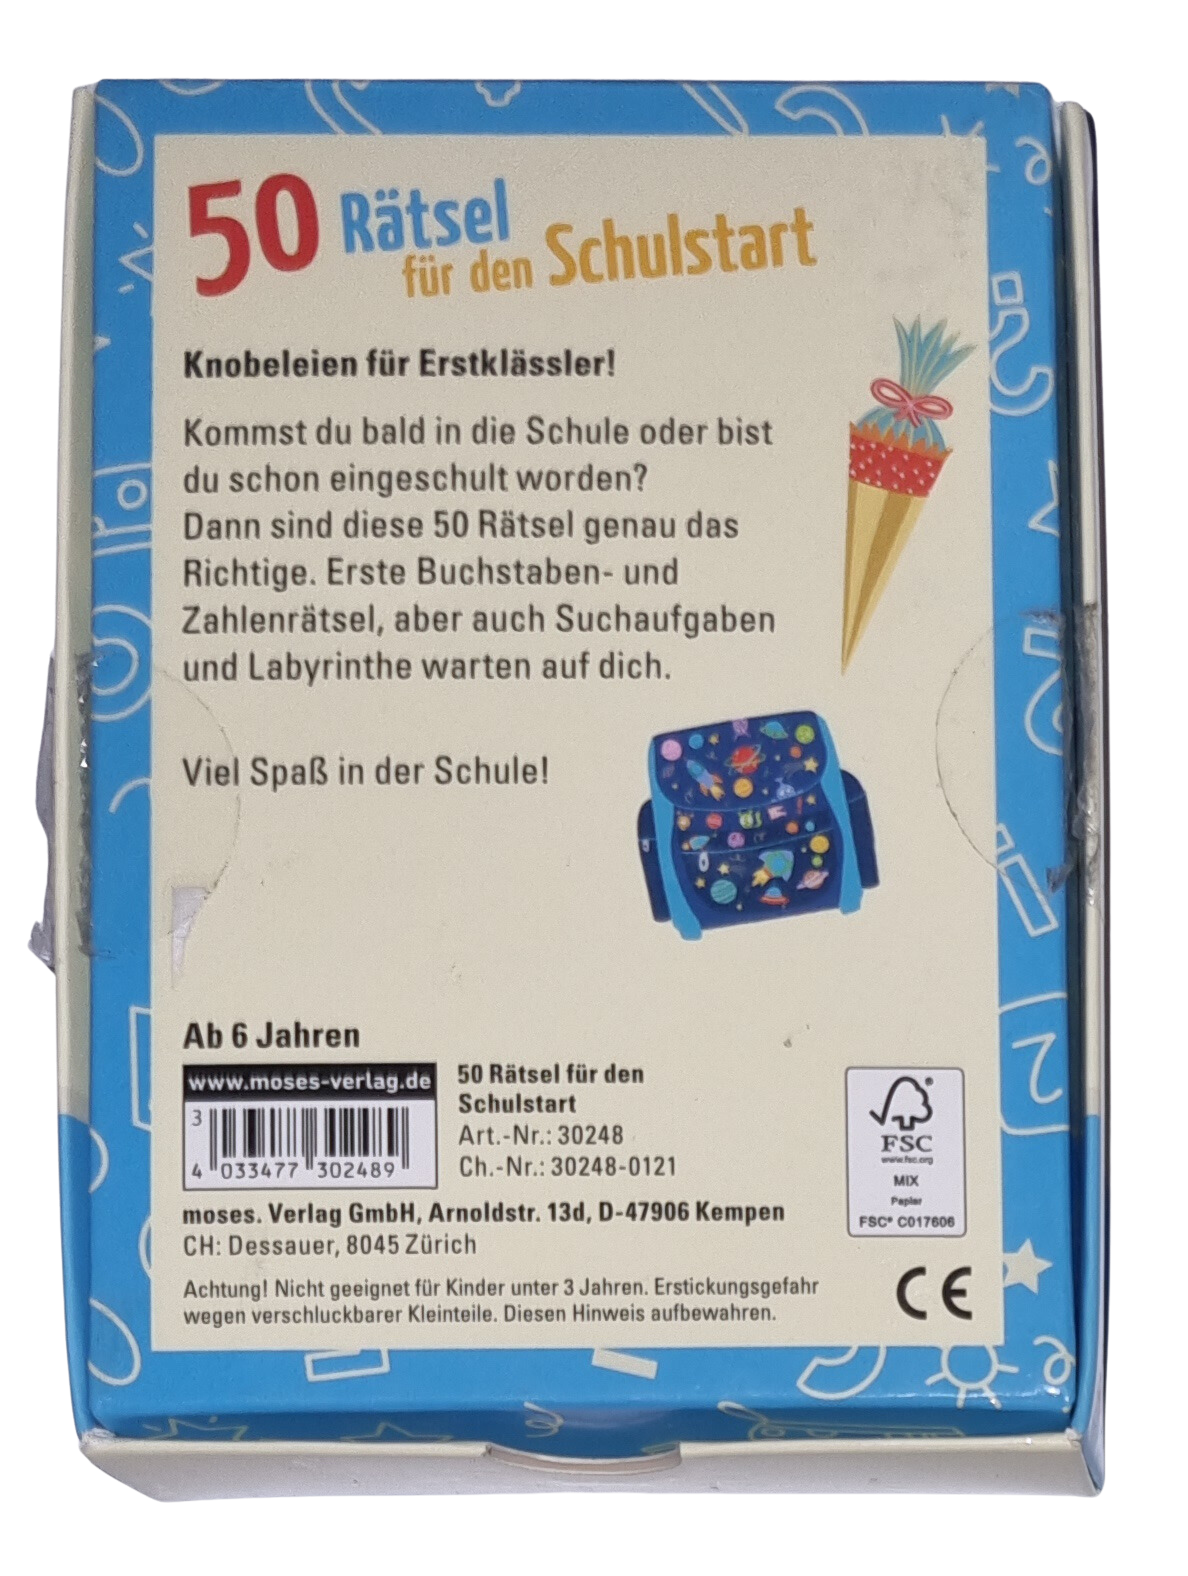 50 Rätsel
für den Schulstart
Knobeleien für Erstklässler!
Kommst du bald in die Schule oder bist
du schon eingeschult worden?
Dann sind diese 50 Rätsel genau das
Richtige. Erste Buchstaben- und
Zahlenrätsel, aber auch Suchaufgaben
und Labyrinthe warten auf dich.
Viel Spaß in der Schule!
Ab 6 Jahren
www.moses-verlag.de
3
4 033477 302489
50 Rätsel für den
Schulstart
Art.-Nr.: 30248
Ch.-Nr.: 30248-0121
moses. Verlag GmbH, Arnoldstr. 13d, D-47906 Kempen
CH: Dessauer, 8045 Zürich
Achtung! Nicht geeignet für Kinder unter 3 Jahren. Erstickungsgefahr
wegen verschluckbarer Kleinteile. Diesen Hinweis aufbewahren.
®
FSC
www.fsc.org
MIX
Papier
FSC® C017606
CE
2